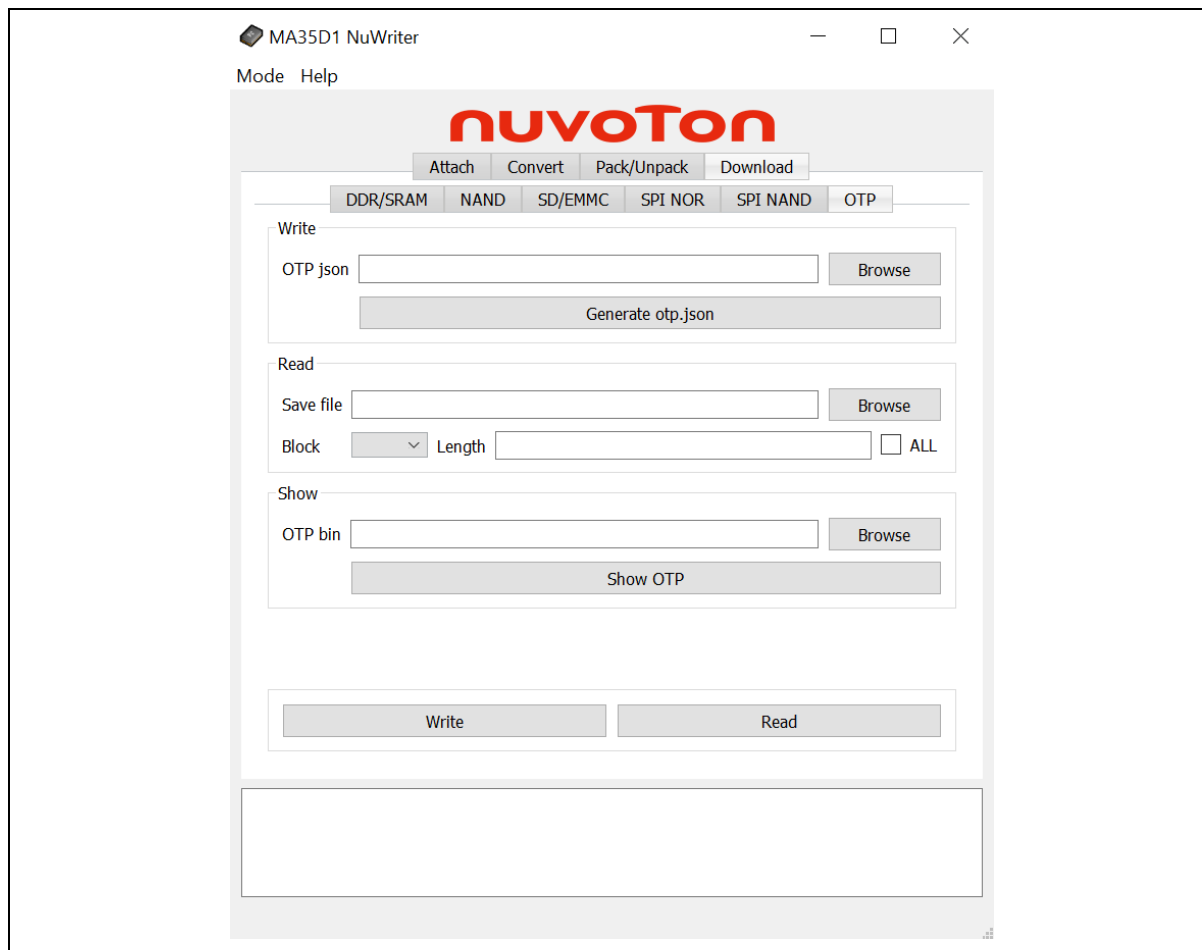 MA35D1 NuWriter
Mode Help
nuvoTon
Attach Convert Pack/Unpack Download
DDR/SRAM NAND SD/EMMC SPI NOR SPI NAND OTP
Write
OTP json Browse
Generate otp.json
Read
Save file Browse
Block Length ALL
Show
OTP bin Browse
Show OTP
Write Read